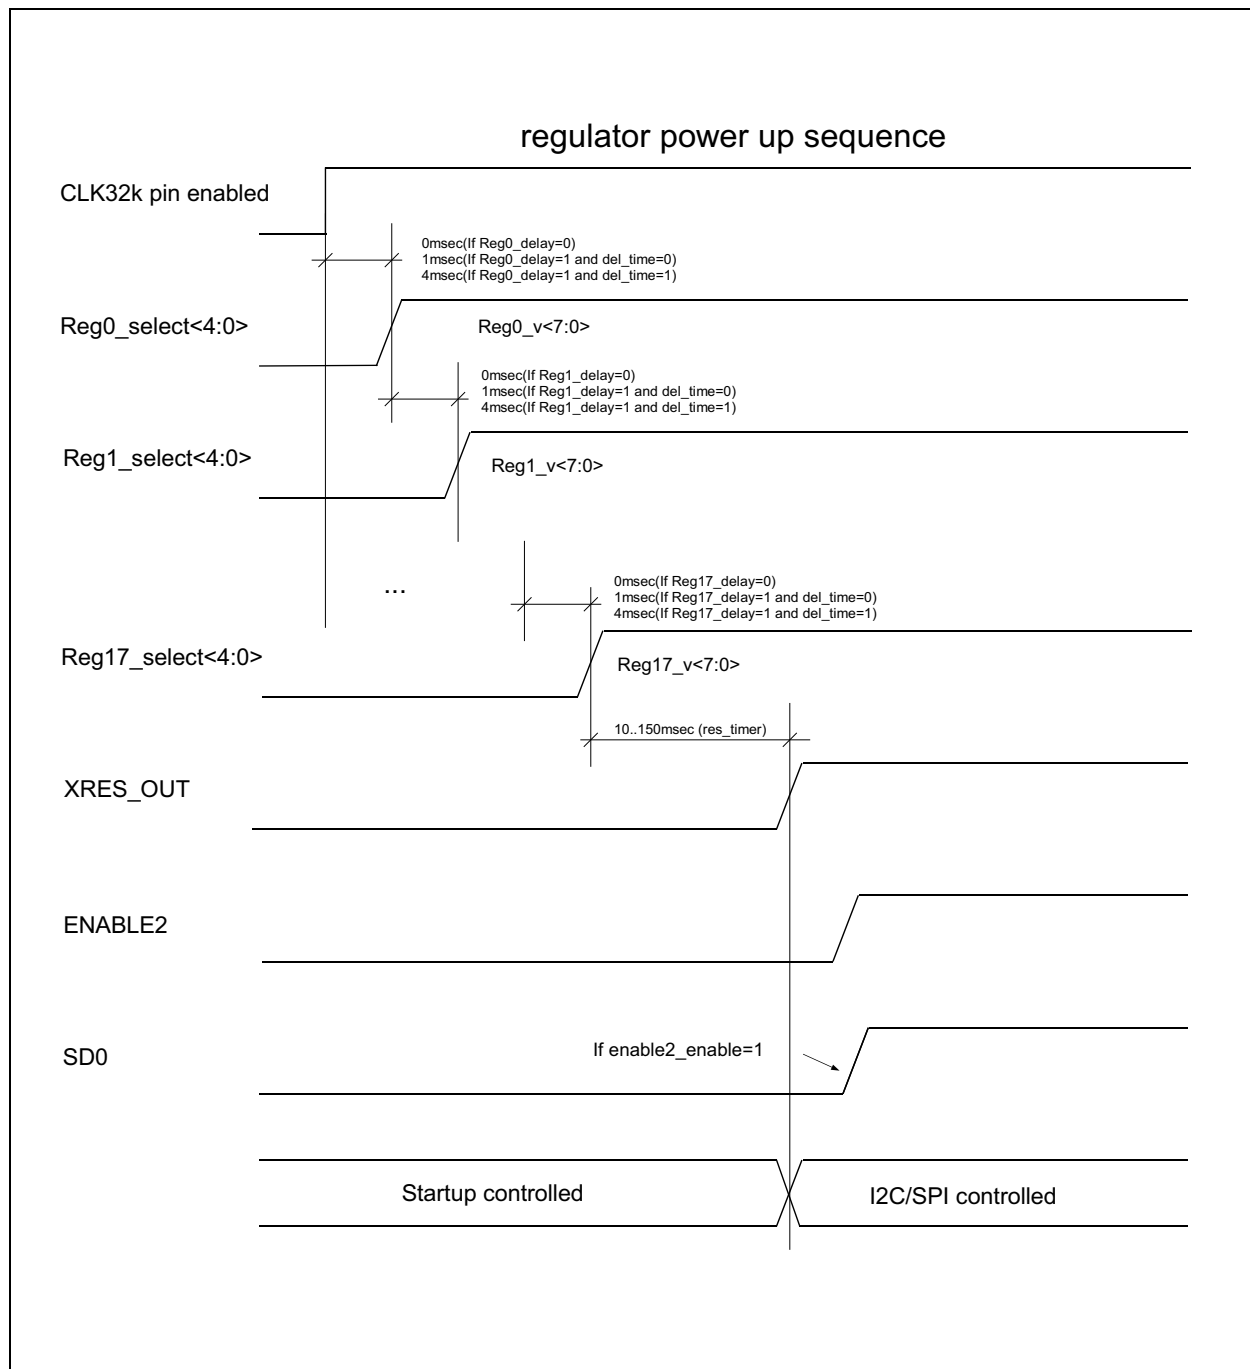 regulator power up sequence
CLK32k pin enabled
0msec(If Reg0_delay=0)
1msec(If Reg0_delay=1 and del_time=0)
4msec(If Reg0_delay=1 and del_time=1)
Reg0_select<4:0>
Reg0_v<7:0>
0msec(If Reg1_delay=0)
1msec(If Reg1_delay=1 and del_time=0)
4msec(If Reg1_delay=1 and del_time=1)
Reg1_select<4:0>
Reg1_v<7:0>
...
0msec(If Reg17_delay=0)
1msec(If Reg17_delay=1 and del_time=0)
4msec(If Reg17_delay=1 and del_time=1)
Reg17_select<4:0>
Reg17_v<7:0>
10..150msec (res_timer)
XRES_OUT
ENABLE2
If enable2_enable=1
SD0
Startup controlled
I2C/SPI controlled